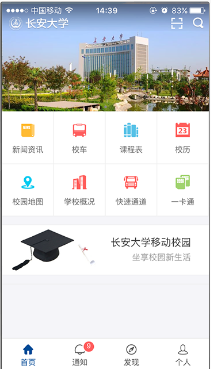 中国移动 14:39 83%
长安大学
新闻资讯 校车 课程表 23 校历
校园地图 学校概况 快速通道 一卡通
长安大学移动校园
坐享校园新生活
首页 通知 发现 个人